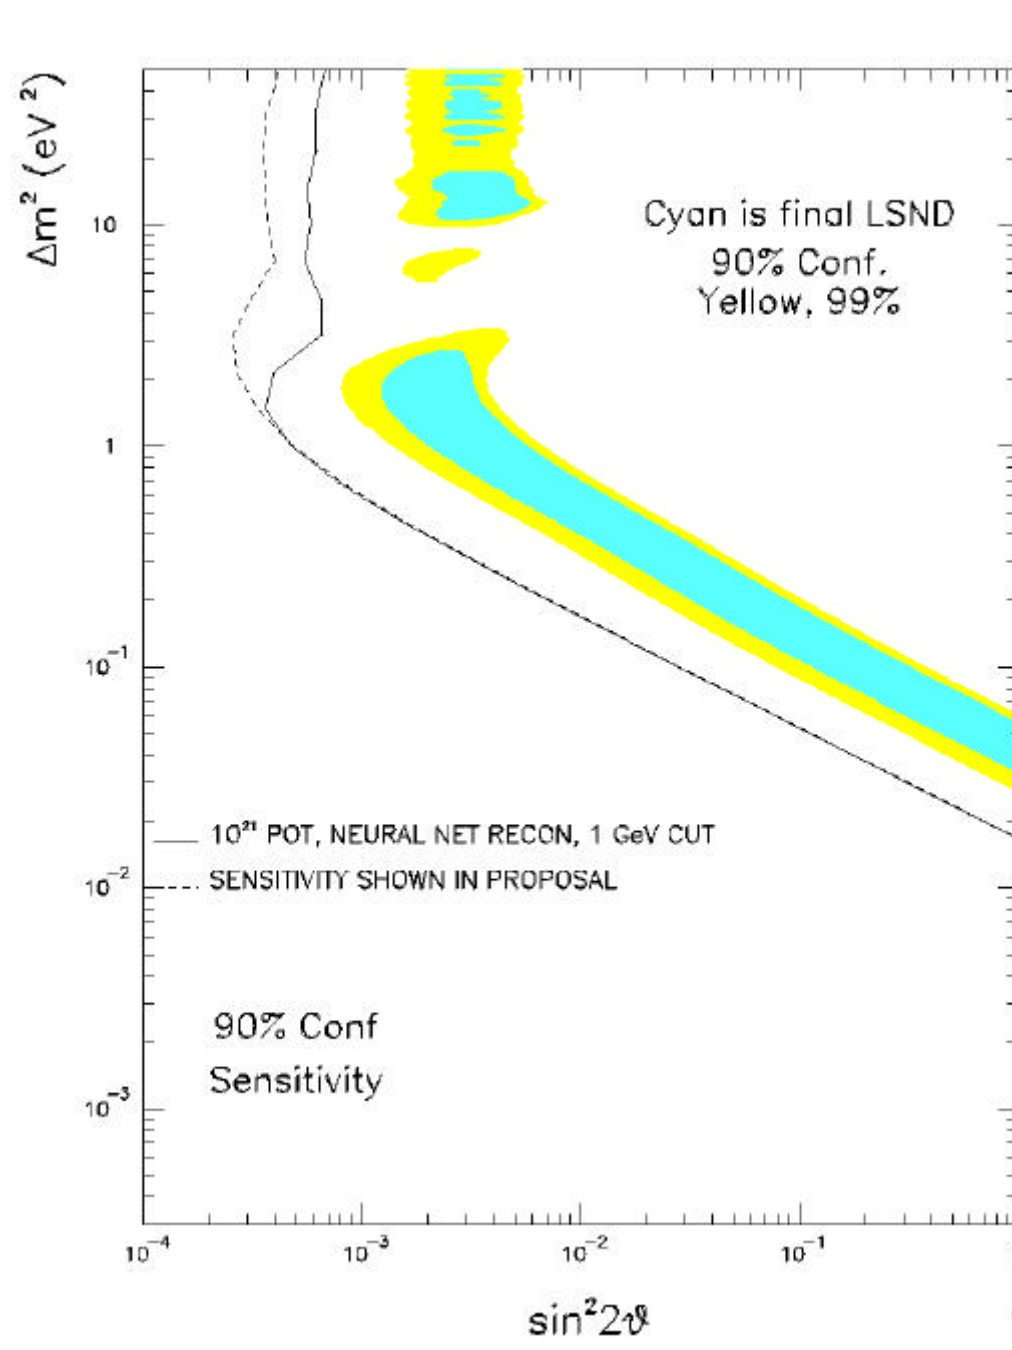 Δm² (eV²)
Cyan is final LSND
90% Conf.
Yellow, 99%
10
1
10⁻¹
10⁻²
10⁻³
10²¹ POT, NEURAL NET RECON, 1 GeV CUT
SENSITIVITY SHOWN IN PROPOSAL
90% Conf
Sensitivity
10⁻⁴ 10⁻³ 10⁻² 10⁻¹
sin²2ϑ